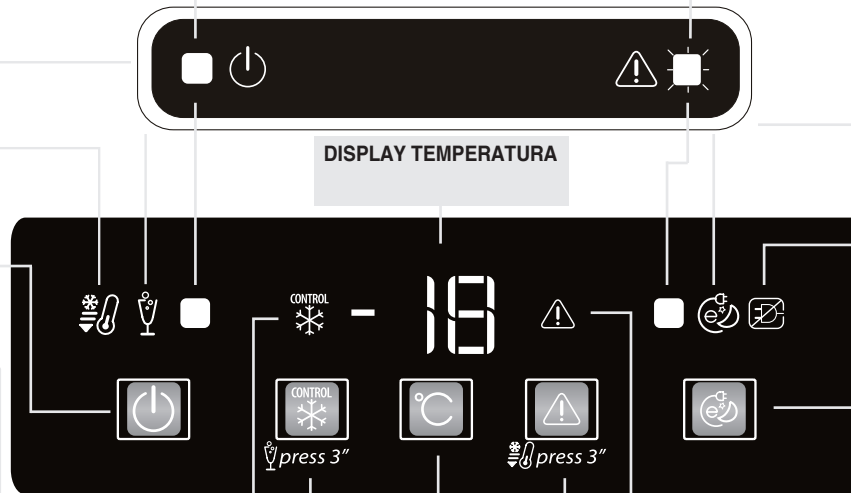 DISPLAY TEMPERATURA
CONTROL
-18
e
CONTROL
°C
e
press 3"
press 3"